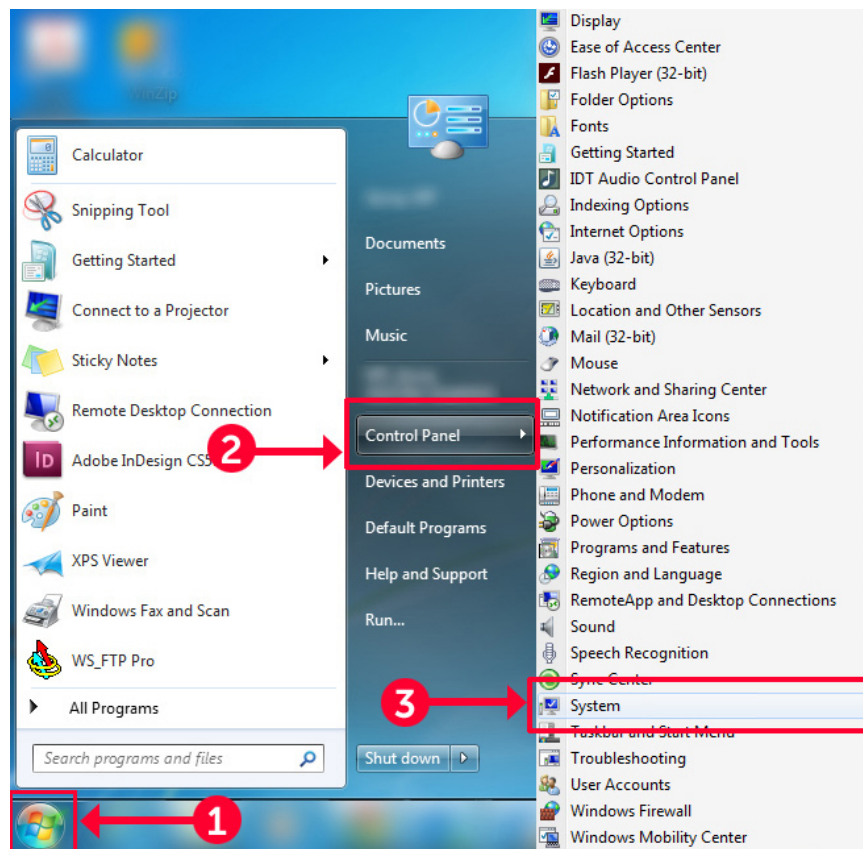 WinZip
Calculator
Snipping Tool
Getting Started
Connect to a Projector
Sticky Notes
Remote Desktop Connection
ID
Adobe InDesign CS5
Paint
XPS Viewer
Windows Fax and Scan
WS_FTP Pro
All Programs
Search programs and files
1
Documents
Pictures
Music
2
Control Panel
Devices and Printers
Default Programs
Help and Support
Run...
Shut down
3
Display
Ease of Access Center
Flash Player (32-bit)
Folder Options
Fonts
Getting Started
IDT Audio Control Panel
Indexing Options
Internet Options
Java (32-bit)
Keyboard
Location and Other Sensors
Mail (32-bit)
Mouse
Network and Sharing Center
Notification Area Icons
Performance Information and Tools
Personalization
Phone and Modem
Power Options
Programs and Features
Region and Language
RemoteApp and Desktop Connections
Sound
Speech Recognition
Sync Center
System
Taskbar and Start Menu
Troubleshooting
User Accounts
Windows Firewall
Windows Mobility Center